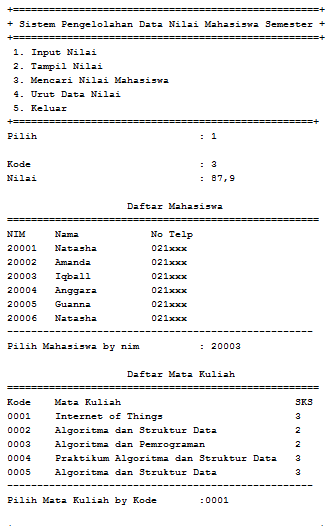 +===================================================+
+ Sistem Pengelolahan Data Nilai Mahasiswa Semester +
+===================================================+
1. Input Nilai
2. Tampil Nilai
3. Mencari Nilai Mahasiswa
4. Urut Data Nilai
5. Keluar
+==================================================+
Pilih : 1
Kode : 3
Nilai : 87,9
Daftar Mahasiswa
====================================================
NIM Nama No Telp
20001 Natasha 021xxx
20002 Amanda 021xxx
20003 Iqball 021xxx
20004 Anggara 021xxx
20005 Guanna 021xxx
20006 Natasha 021xxx
---------------------------------------------------
Pilih Mahasiswa by nim : 20003
Daftar Mata Kuliah
====================================================
Kode Mata Kuliah SKS
0001 Internet of Things 3
0002 Algoritma dan Struktur Data 2
0003 Algoritma dan Pemrograman 2
0004 Praktikum Algoritma dan Struktur Data 3
0005 Algoritma dan Struktur Data 3
---------------------------------------------------
Pilih Mata Kuliah by Kode :0001